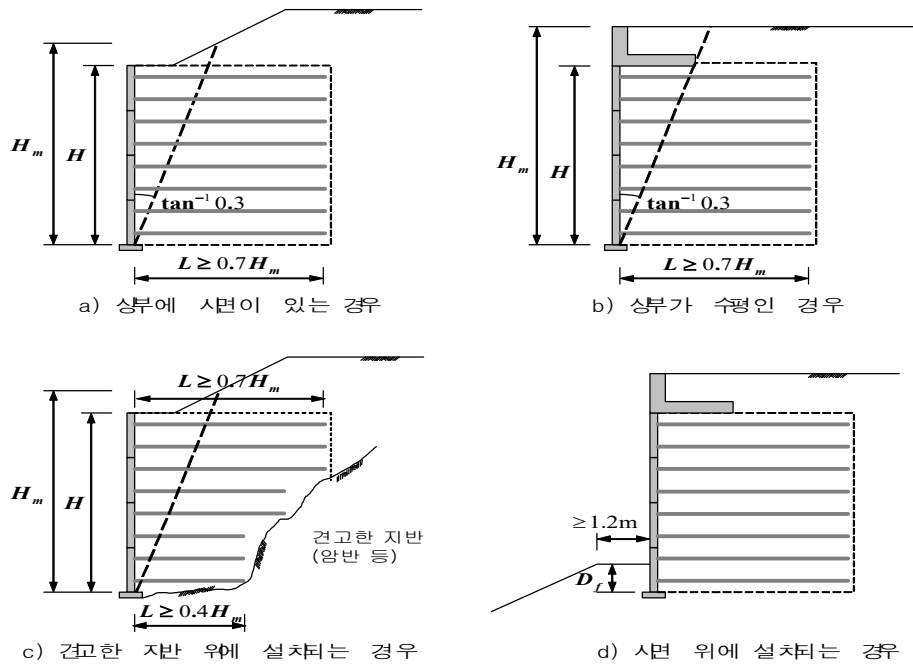 H_m
H
tan⁻¹ 0.3
L ≥ 0.7H_m
a) 상부에 사면이 있는 경우
H_m
H
tan⁻¹ 0.3
L ≥ 0.7H_m
b) 상부가 수평인 경우
L ≥ 0.7H_m
H_m
H
견고한 지반
(암반 등)
L ≥ 0.4H_m
c) 견고한 지반 위에 설치되는 경우
≥1.2m
D_f
d) 사면 위에 설치되는 경우